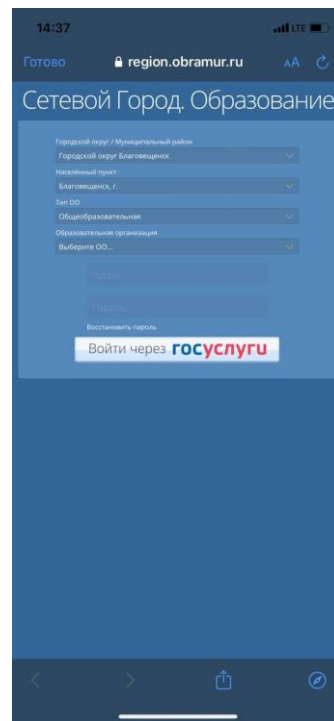 14:37
LTE
Готово
region.obramur.ru
AA
Сетевой Город. Образование
Городской округ / Муниципальный район
Городской округ Благовещенск
Населённый пункт
Благовещенск, г.
Тип ОО
Общеобразовательная
Образовательная организация
Выберите ОО...
Логин
Пароль
Восстановить пароль
Войти через госуслуги